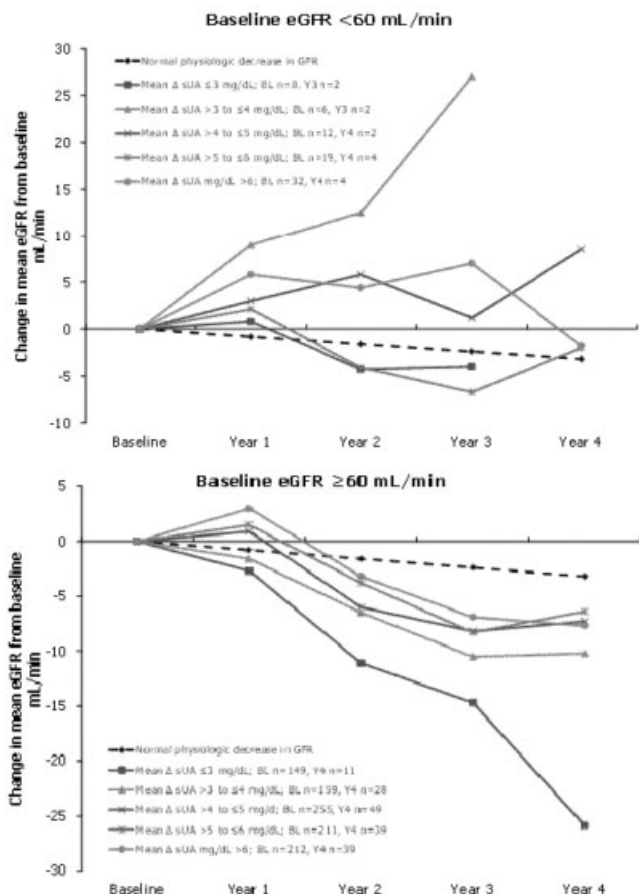 Baseline eGFR <60 mL/min
Change in mean eGFR from baseline
mL/min
30
25
20
15
10
5
0
-5
-10
Normal physiologic decrease in GFR
Mean Δ sUA ≤3 mg/dL; BL n=8, Y3 n=2
Mean Δ sUA >3 to ≤4 mg/dL; BL n=6, Y3 n=2
Mean Δ sUA >4 to ≤5 mg/dL; BL n=12, Y4 n=2
Mean Δ sUA >5 to ≤6 mg/dL; BL n=19, Y4 n=4
Mean Δ sUA mg/dL >6; BL n=32, Y4 n=4
Baseline Year 1 Year 2 Year 3 Year 4
Baseline eGFR ≥60 mL/min
Change in mean eGFR from baseline
mL/min
5
0
-5
-10
-15
-20
-25
-30
Normal physiologic decrease in GFR
Mean Δ sUA ≤3 mg/dL; BL n=149, Y4 n=11
Mean Δ sUA >3 to ≤4 mg/dL; BL n=159, Y4 n=28
Mean Δ sUA >4 to ≤5 mg/d; BL n=255, Y4 n=49
Mean Δ sUA >5 to ≤6 mg/dL; BL n=211, Y4 n=39
Mean Δ sUA mg/dL >6; BL n=212, Y4 n=39
Baseline Year 1 Year 2 Year 3 Year 4